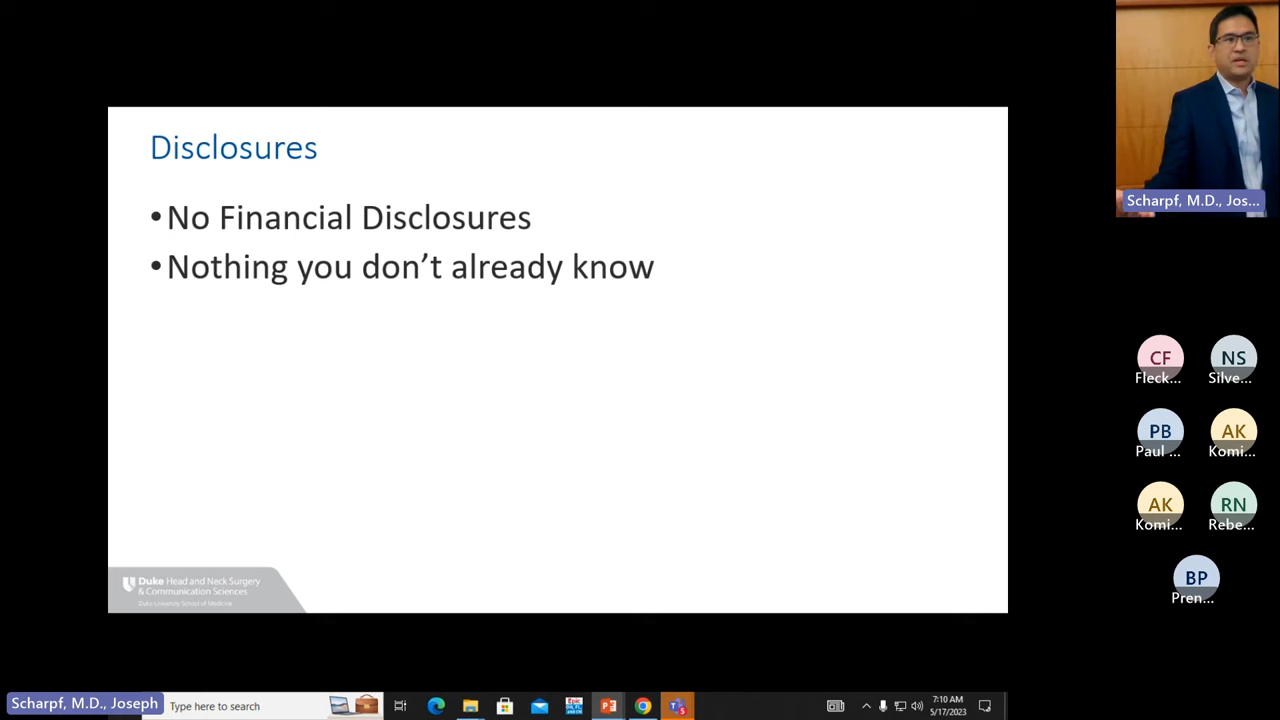 Disclosures
•No Financial Disclosures
•Nothing you don’t already know
Duke Head and Neck Surgery
& Communication Sciences
Duke University School of Medicine
Scharpf, M.D., Jos...
CF
Fleck...
NS
Silve...
PB
Paul ...
AK
Komi...
AK
Komi...
RN
Rebe...
BP
Pren...
Scharpf, M.D., Joseph
Type here to search
Epic
7:10 AM
5/17/2023